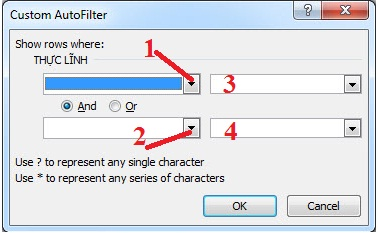 Custom AutoFilter ?
Show rows where:
THỰC LĨNH
1
3
And Or
2
4
Use ? to represent any single character
Use * to represent any series of characters
OK Cancel